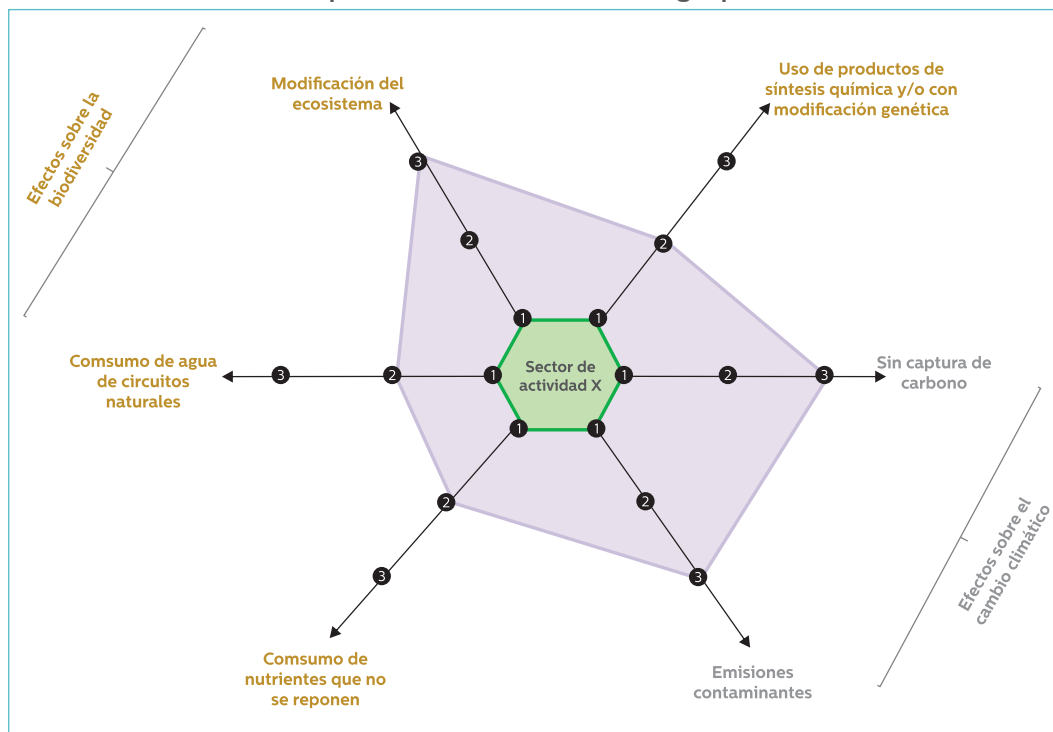 Modificación del
ecosistema
Uso de productos de
síntesis química y/o con
modificación genética
Efectos sobre la
biodiversidad
3
3
2
2
1
1
Comsumo de agua
de circuitos
naturales
3
2
1
Sector de
actividad X
1
2
3
Sin captura de
carbono
1
1
2
2
3
3
Efectos sobre el
cambio climático
Comsumo de
nutrientes que no
se reponen
Emisiones
contaminantes